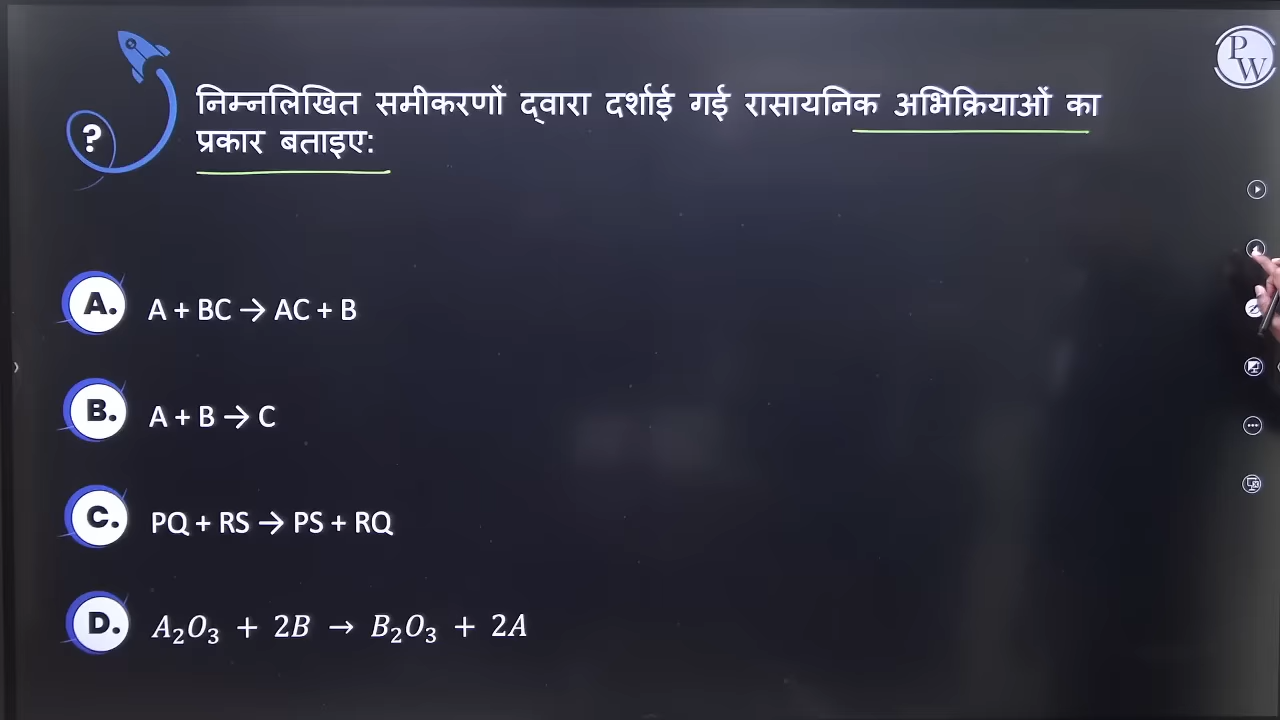 निम्नलिखित समीकरणों द्वारा दर्शाई गई रासायनिक अभिक्रियाओं का
प्रकार बताइए:
?
PW
A. A + BC → AC + B
B. A + B → C
C. PQ + RS → PS + RQ
D. A₂O₃ + 2B → B₂O₃ + 2A